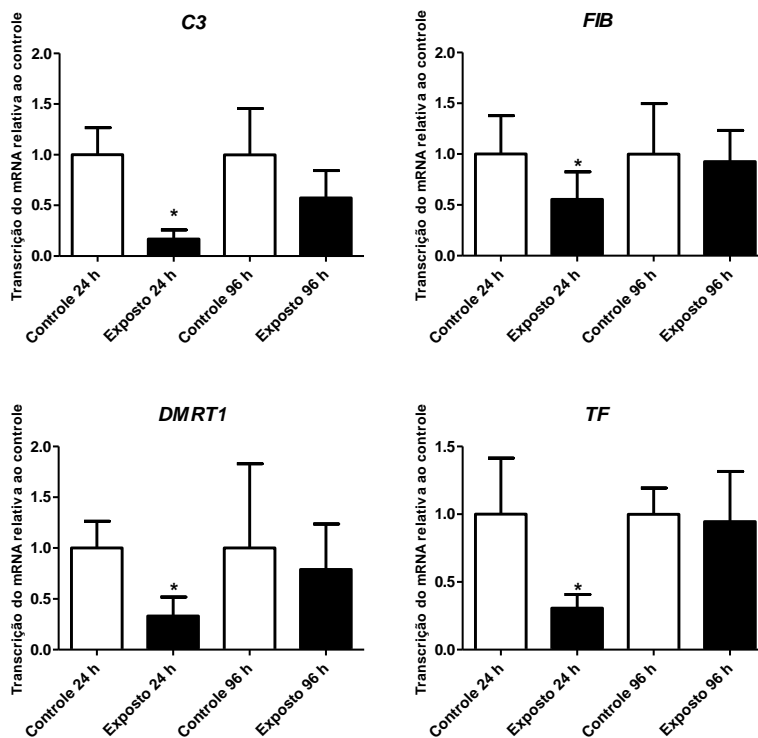 C3
Transcrição do mRNA relativa ao controle
2.0
1.5
1.0
0.5
0.0
*
Controle 24 h
Exposto 24 h
Controle 96 h
Exposto 96 h
FIB
Transcrição do mRNA relativa ao controle
2.0
1.5
1.0
0.5
0.0
*
Controle 24 h
Exposto 24 h
Controle 96 h
Exposto 96 h
DMRT1
Transcrição do mRNA relativa ao controle
2.0
1.5
1.0
0.5
0.0
*
Controle 24 h
Exposto 24 h
Controle 96 h
Exposto 96 h
TF
Transcrição do mRNA relativa ao controle
1.5
1.0
0.5
0.0
*
Controle 24 h
Exposto 24 h
Controle 96 h
Exposto 96 h